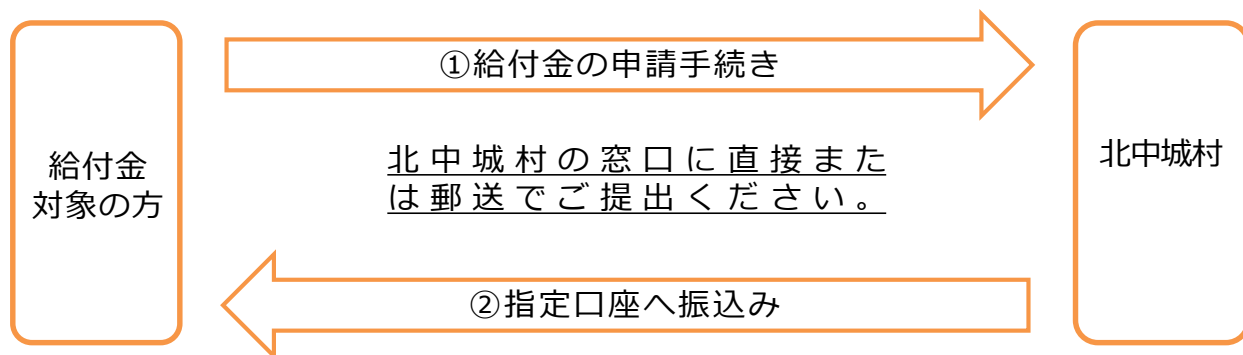 ①給付金の申請手続き
給付金
対象の方
北中城村の窓口に直接また
は郵送でご提出ください。
北中城村
②指定口座へ振込み